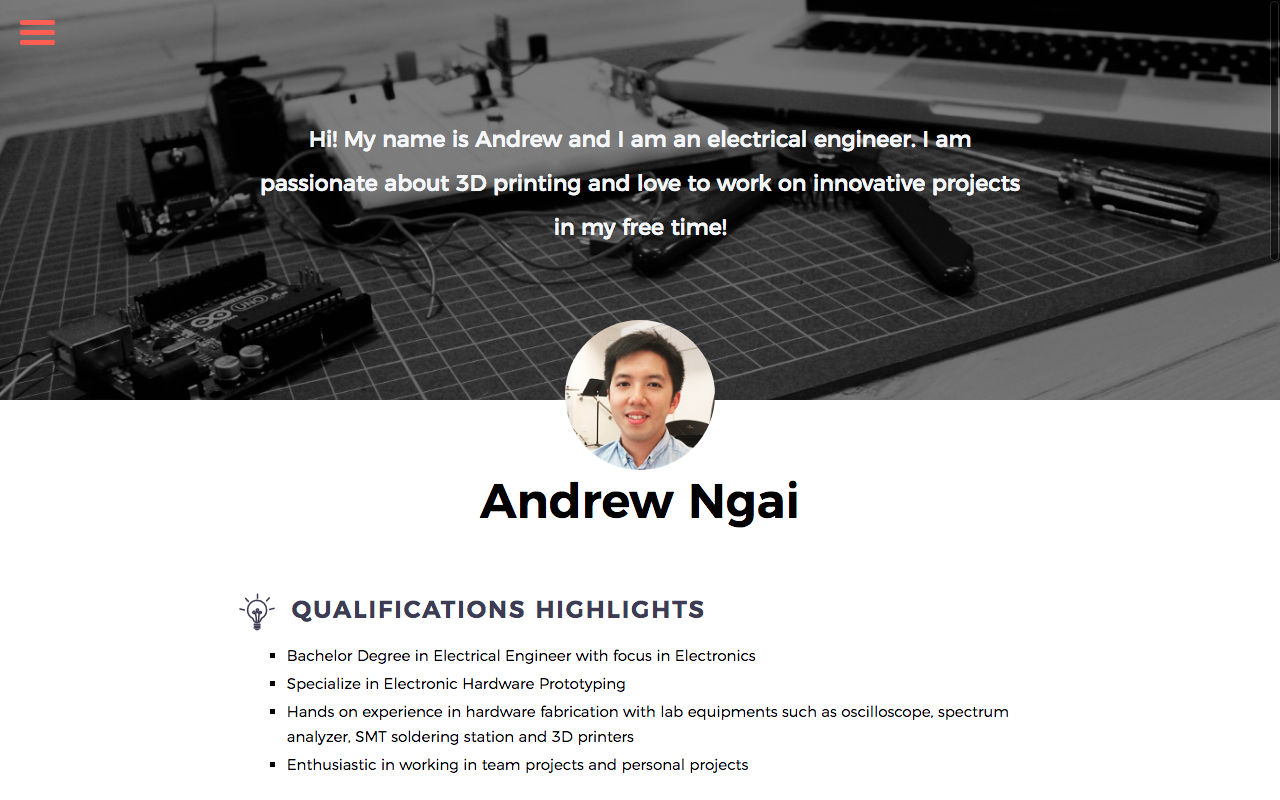 Hi! My name is Andrew and I am an electrical engineer. I am
passionate about 3D printing and love to work on innovative projects
in my free time!
UNO
Andrew Ngai
QUALIFICATIONS HIGHLIGHTS
Bachelor Degree in Electrical Engineer with focus in Electronics
Specialize in Electronic Hardware Prototyping
Hands on experience in hardware fabrication with lab equipments such as oscilloscope, spectrum
analyzer, SMT soldering station and 3D printers
Enthusiastic in working in team projects and personal projects